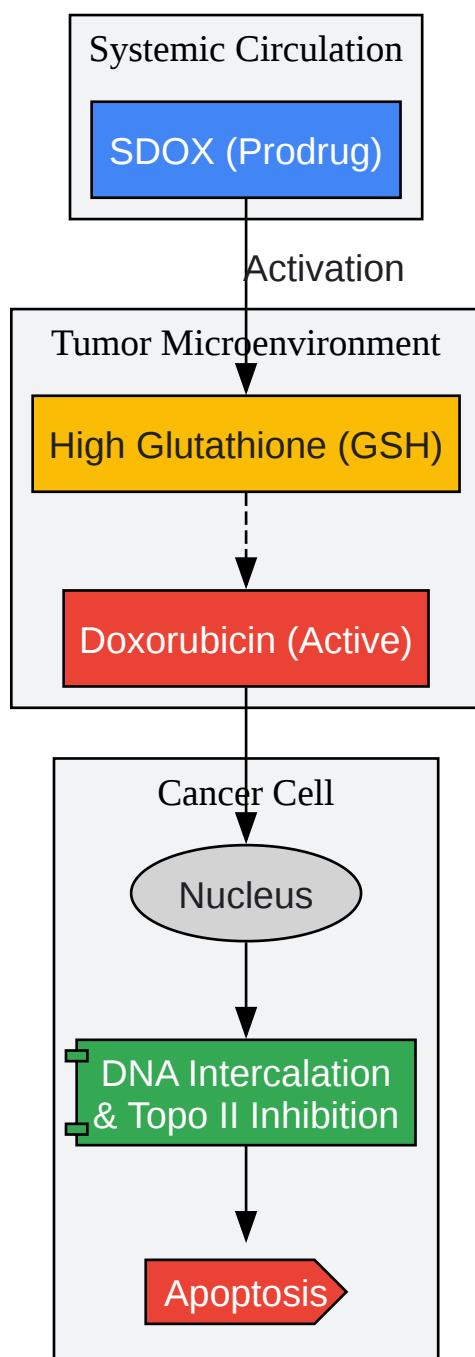 Systemic Circulation
SDOX (Prodrug)
Activation
Tumor Microenvironment
High Glutathione (GSH)
Doxorubicin (Active)
Cancer Cell
Nucleus
DNA Intercalation
& Topo II Inhibition
Apoptosis